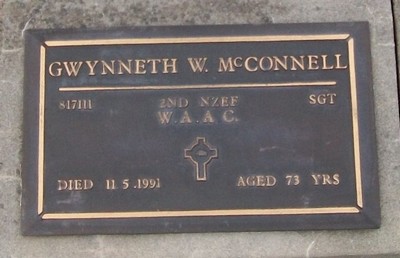 GWYNNETH W. McCONNELL
817111 2ND NZEF SGT
W.A.A.C.
DIED 11.5.1991 AGED 73 YRS